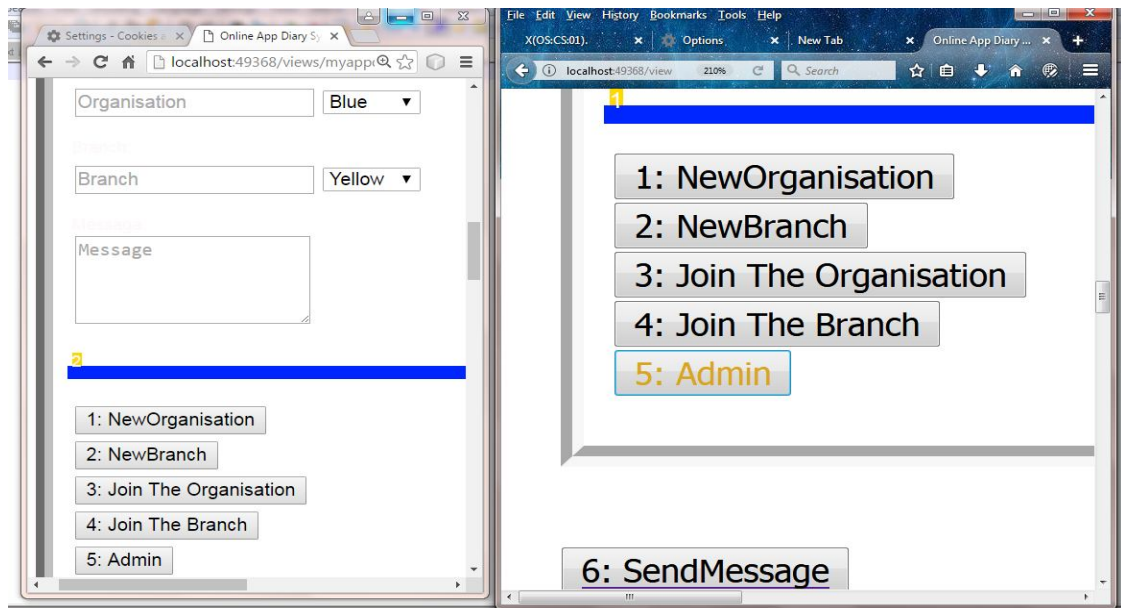 Settings - Cookies a
Online App Diary Sy
localhost:49368/views/myappo
Organisation
Blue
Branch
Branch
Yellow
Message
Message
2
1: NewOrganisation
2: NewBranch
3: Join The Organisation
4: Join The Branch
5: Admin
File Edit View History Bookmarks Tools Help
X(OS:CS:01).
Options
New Tab
Online App Diary ...
localhost:49368/view
210%
Search
1
1: NewOrganisation
2: NewBranch
3: Join The Organisation
4: Join The Branch
5: Admin
6: SendMessage